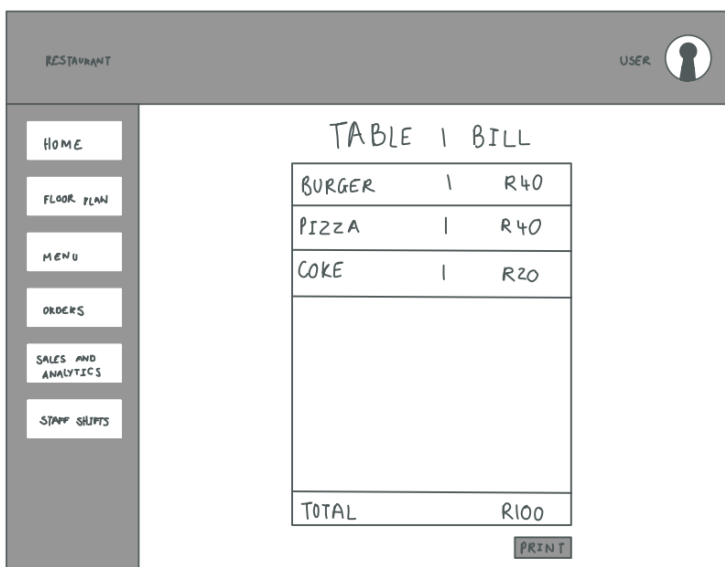 RESTAURANT
USER
HOME
FLOOR PLAN
MENU
ORDERS
SALES AND
ANALYTICS
STAFF SHIFTS
TABLE 1 BILL
BURGER 1 R40
PIZZA 1 R40
COKE 1 R20
TOTAL R100
PRINT